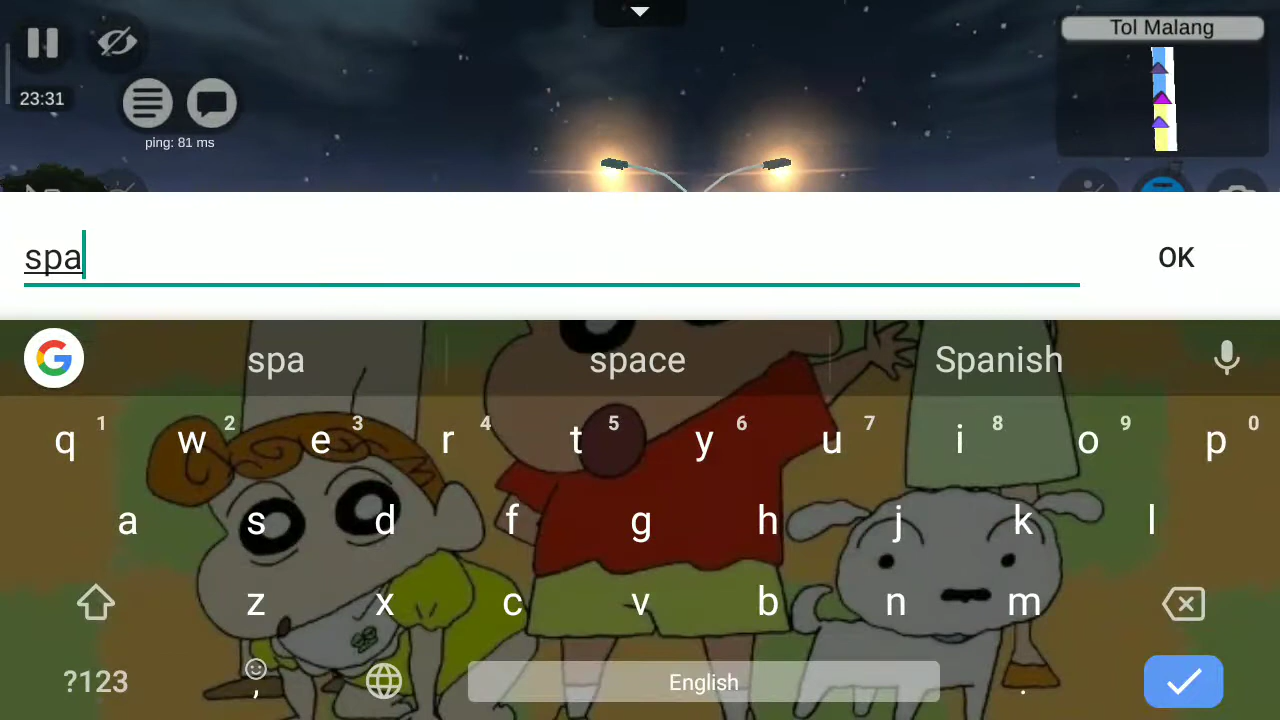 Tol Malang
23:31
ping: 81 ms
spa
OK
spa space Spanish
q 1 w 2 e 3 r 4 t 5 y 6 u 7 i 8 o 9 p 0
a s d f g h j k l
z x c v b n m
?123 , English .